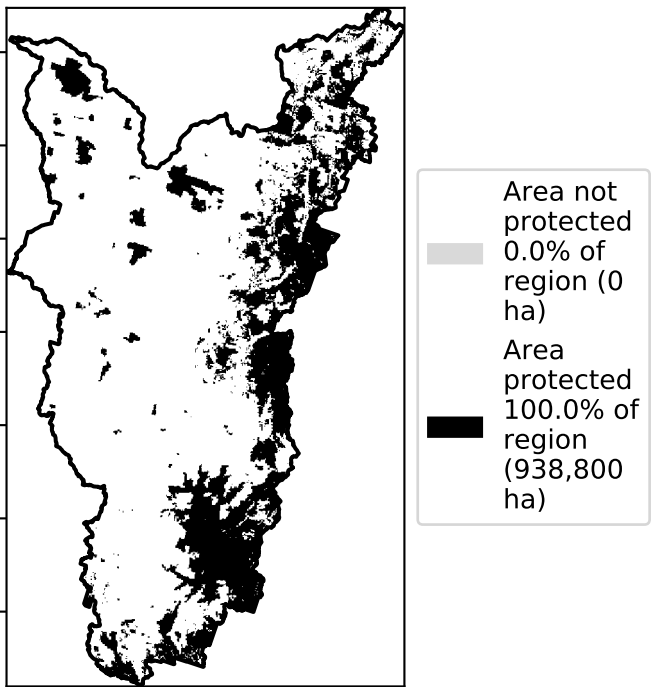 Area not
protected
0.0% of
region (0
ha)
Area
protected
100.0% of
region
(938,800
ha)